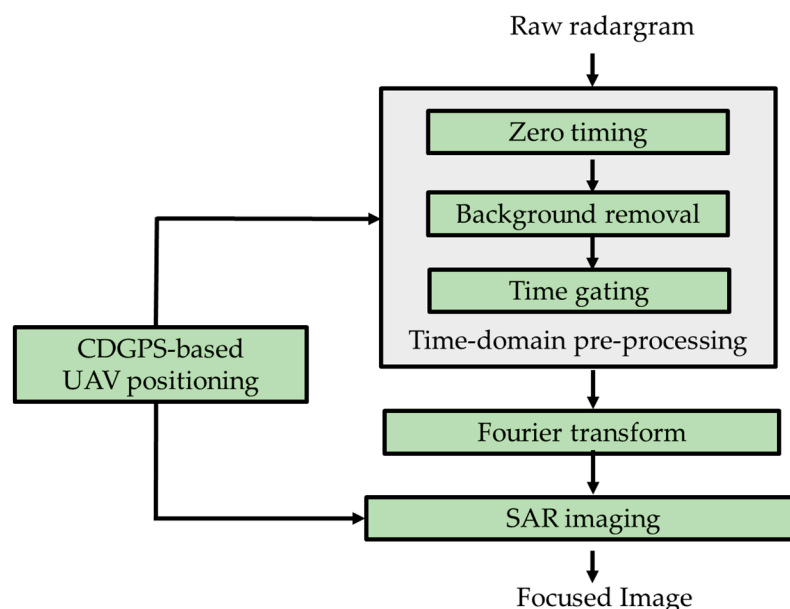 Raw radargram
Zero timing
Background removal
Time gating
Time-domain pre-processing
CDGPS-based
UAV positioning
Fourier transform
SAR imaging
Focused Image